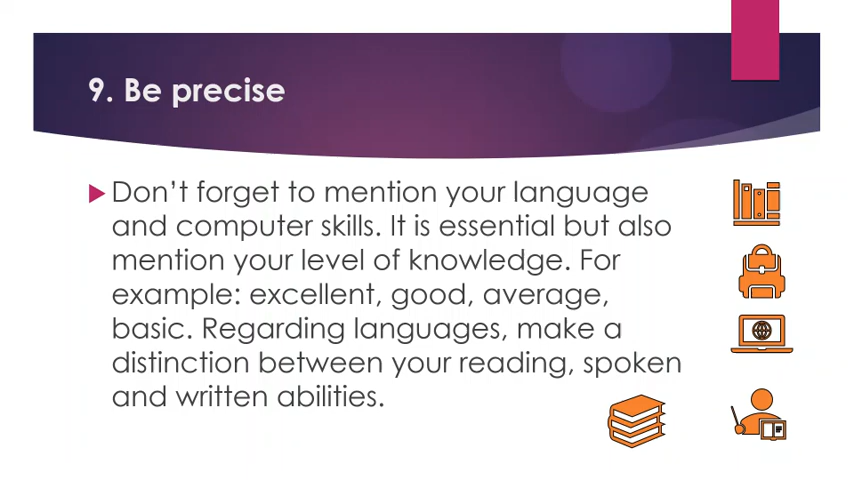 9. Be precise
Don't forget to mention your language
and computer skills. It is essential but also
mention your level of knowledge. For
example: excellent, good, average,
basic. Regarding languages, make a
distinction between your reading, spoken
and written abilities.